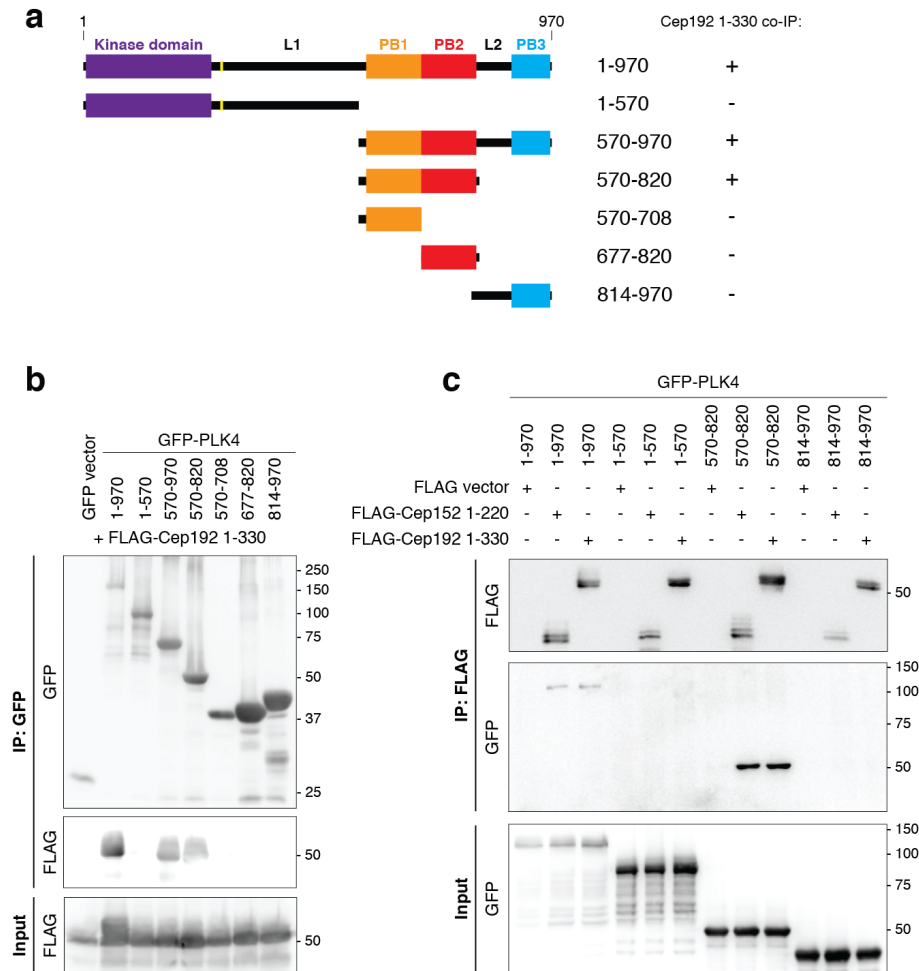 a
1 970 Cep192 1-330 co-IP:
Kinase domain L1 PB1 PB2 L2 PB3
1-970 +
1-570 -
570-970 +
570-820 +
570-708 -
677-820 -
814-970 -
b
GFP-PLK4
GFP vector 1-970 1-570 570-970 570-820 570-708 677-820 814-970
+ FLAG-Cep192 1-330
IP: GFP
GFP
250
150
100
75
50
37
25
FLAG
50
Input
FLAG
50
c
GFP-PLK4
1-970 1-970 1-970 1-570 1-570 1-570 570-820 570-820 570-820 814-970 814-970 814-970
FLAG vector + - - + - - + - - + - -
FLAG-Cep152 1-220 - + - - + - - + - - + -
FLAG-Cep192 1-330 - - + - - + - - + - - +
IP: FLAG
FLAG
50
GFP
150
100
75
50
Input
GFP
150
100
75
50